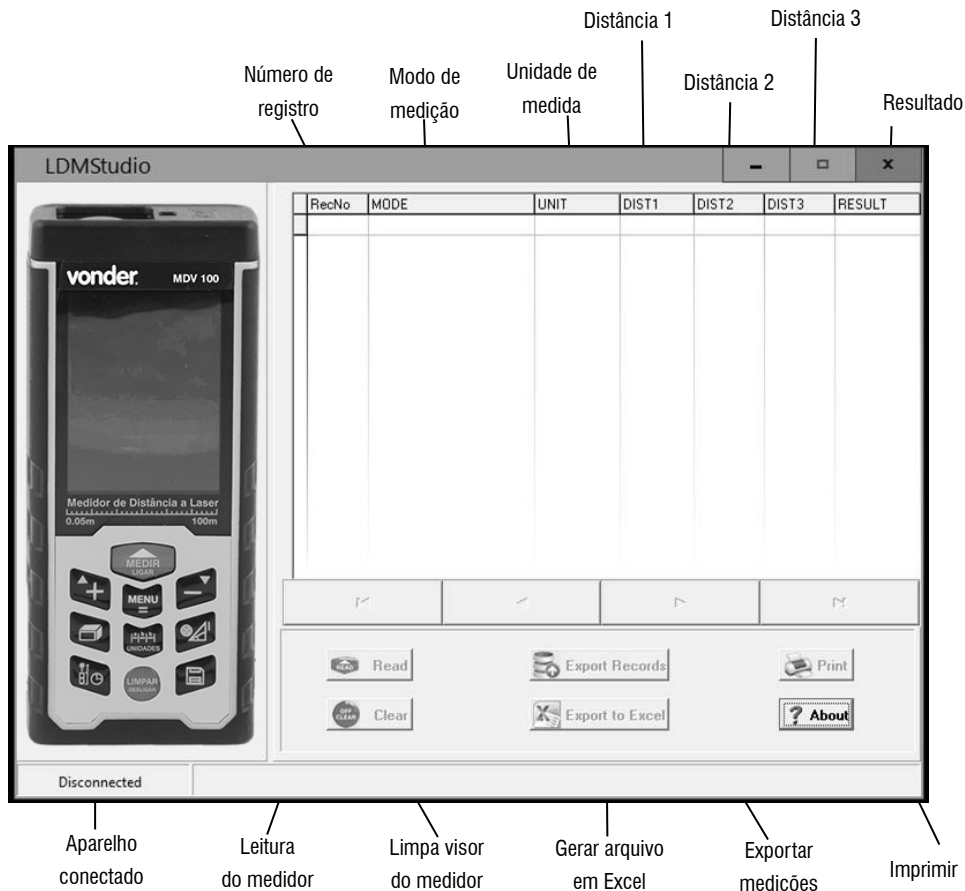 Distância 1
Distância 3
Número de
registro
Modo de
medição
Unidade de
medida
Distância 2
Resultado
LDMStudio
RecNo MODE UNIT DIST1 DIST2 DIST3 RESULT
vonder. MDV 100
Medidor de Distância a Laser
0.05m 100m
MEDIR
LIGAR
MENU
UNIDADES
LIMPAR
DESLIGAR
READ Read
Export Records
Print
OFF
CLEAR
Clear
Export to Excel
? About
Disconnected
Aparelho
conectado
Leitura
do medidor
Limpa visor
do medidor
Gerar arquivo
em Excel
Exportar
medições
Imprimir